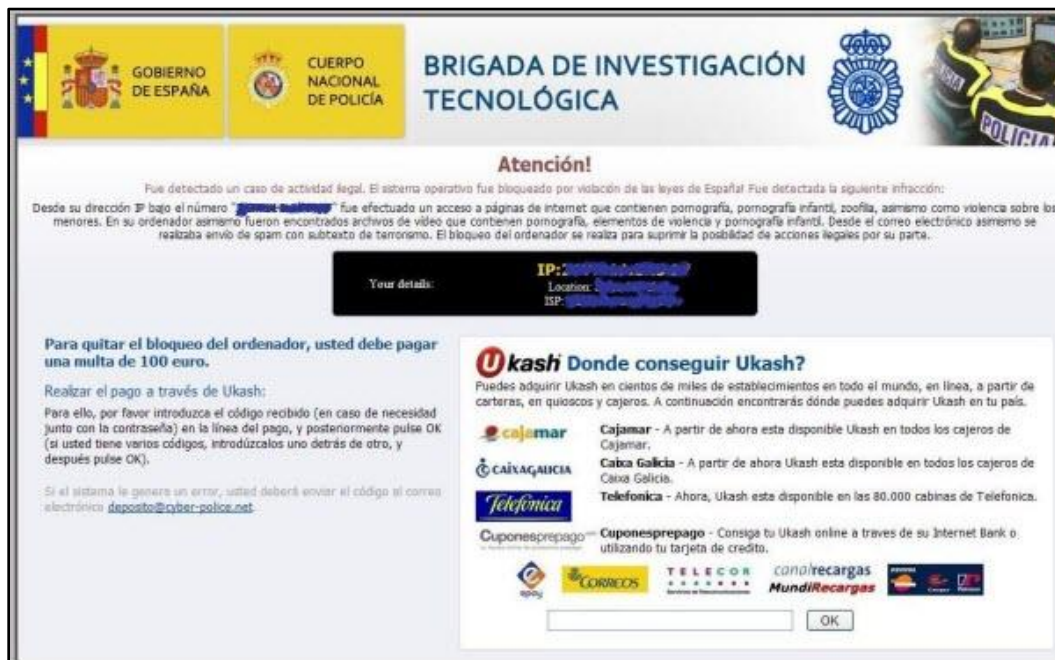 GOBIERNO
DE ESPAÑA
CUERPO
NACIONAL
DE POLICÍA
BRIGADA DE INVESTIGACIÓN
TECNOLÓGICA
POLICIA
Atención!
Fue detectado un caso de actividad ilegal. El sistema operativo fue bloqueado por violación de las leyes de España! Fue detectada la siguiente infracción:
Desde su dirección IP bajo el número " " fue efectuado un acceso a páginas de internet que contienen pornografía, pornografía infantil, zoofilia, asimismo como violencia sobre los
menores. En su ordenador asimismo fueron encontrados archivos de vídeo que contienen pornografía, elementos de violencia y pornografía infantil. Desde el correo electrónico asimismo se
realizaba envío de spam con subtexto de terrorismo. El bloqueo del ordenador se realiza para suprimir la posibilidad de acciones ilegales por su parte.
Your details:
IP:
Location:
ISP:
Para quitar el bloqueo del ordenador, usted debe pagar
una multa de 100 euro.
Realizar el pago a través de Ukash:
Para ello, por favor introduzca el código recibido (en caso de necesidad
junto con la contraseña) en la línea del pago, y posteriormente pulse OK
(si usted tiene varios códigos, introdúzcalos uno detrás de otro, y
después pulse OK).
Si el sistema le genera un error, usted deberá enviar el código al correo
electrónico deposito@cyber-police.net.
Ukash Donde conseguir Ukash?
Puedes adquirir Ukash en cientos de miles de establecimientos en todo el mundo, en línea, a partir de
carteras, en quioscos y cajeros. A continuación encontrarás dónde puedes adquirir Ukash en tu país.
cajamar
Cajamar - A partir de ahora esta disponible Ukash en todos los cajeros de
Cajamar.
CAIXAGALICIA
Caixa Galicia - A partir de ahora Ukash esta disponible en todos los cajeros de
Caixa Galicia.
Telefónica
Telefonica - Ahora, Ukash esta disponible en las 80.000 cabinas de Telefonica.
Cuponesprepago
Cuponesprepago - Consiga tu Ukash online a traves de su Internet Bank o
utilizando tu tarjeta de credito.
epay
CORREOS
TELECOR
canalrecargas
MundiRecargas
OK